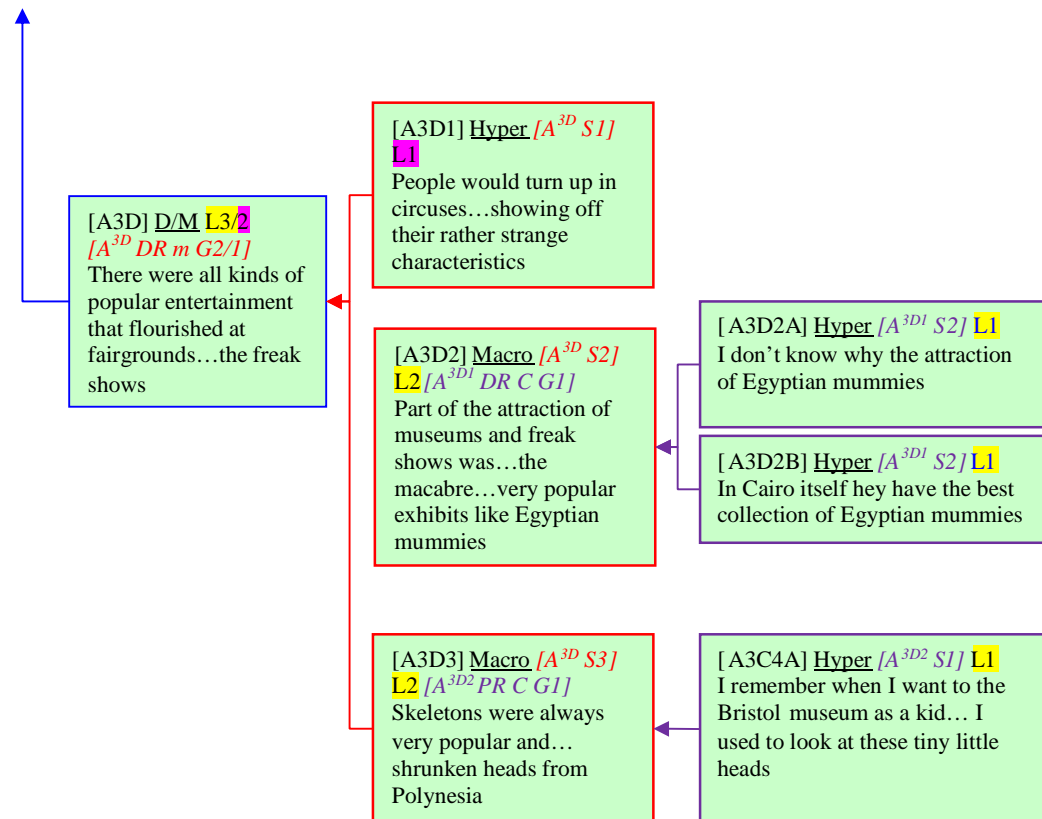 [A3D] D/M L3/2
[A³ᴰ DR m G2/1]
There were all kinds of
popular entertainment
that flourished at
fairgrounds…the freak
shows
[A3D1] Hyper [A³ᴰ S1]
L1
People would turn up in
circuses…showing off
their rather strange
characteristics
[A3D2] Macro [A³ᴰ S2]
L2 [A³ᴰ¹ DR C G1]
Part of the attraction of
museums and freak
shows was…the
macabre…very popular
exhibits like Egyptian
mummies
[A3D2A] Hyper [A³ᴰ¹ S2] L1
I don’t know why the attraction
of Egyptian mummies
[A3D2B] Hyper [A³ᴰ¹ S2] L1
In Cairo itself hey have the best
collection of Egyptian mummies
[A3D3] Macro [A³ᴰ S3]
L2 [A³ᴰ² PR C G1]
Skeletons were always
very popular and…
shrunken heads from
Polynesia
[A3C4A] Hyper [A³ᴰ² S1] L1
I remember when I want to the
Bristol museum as a kid… I
used to look at these tiny little
heads